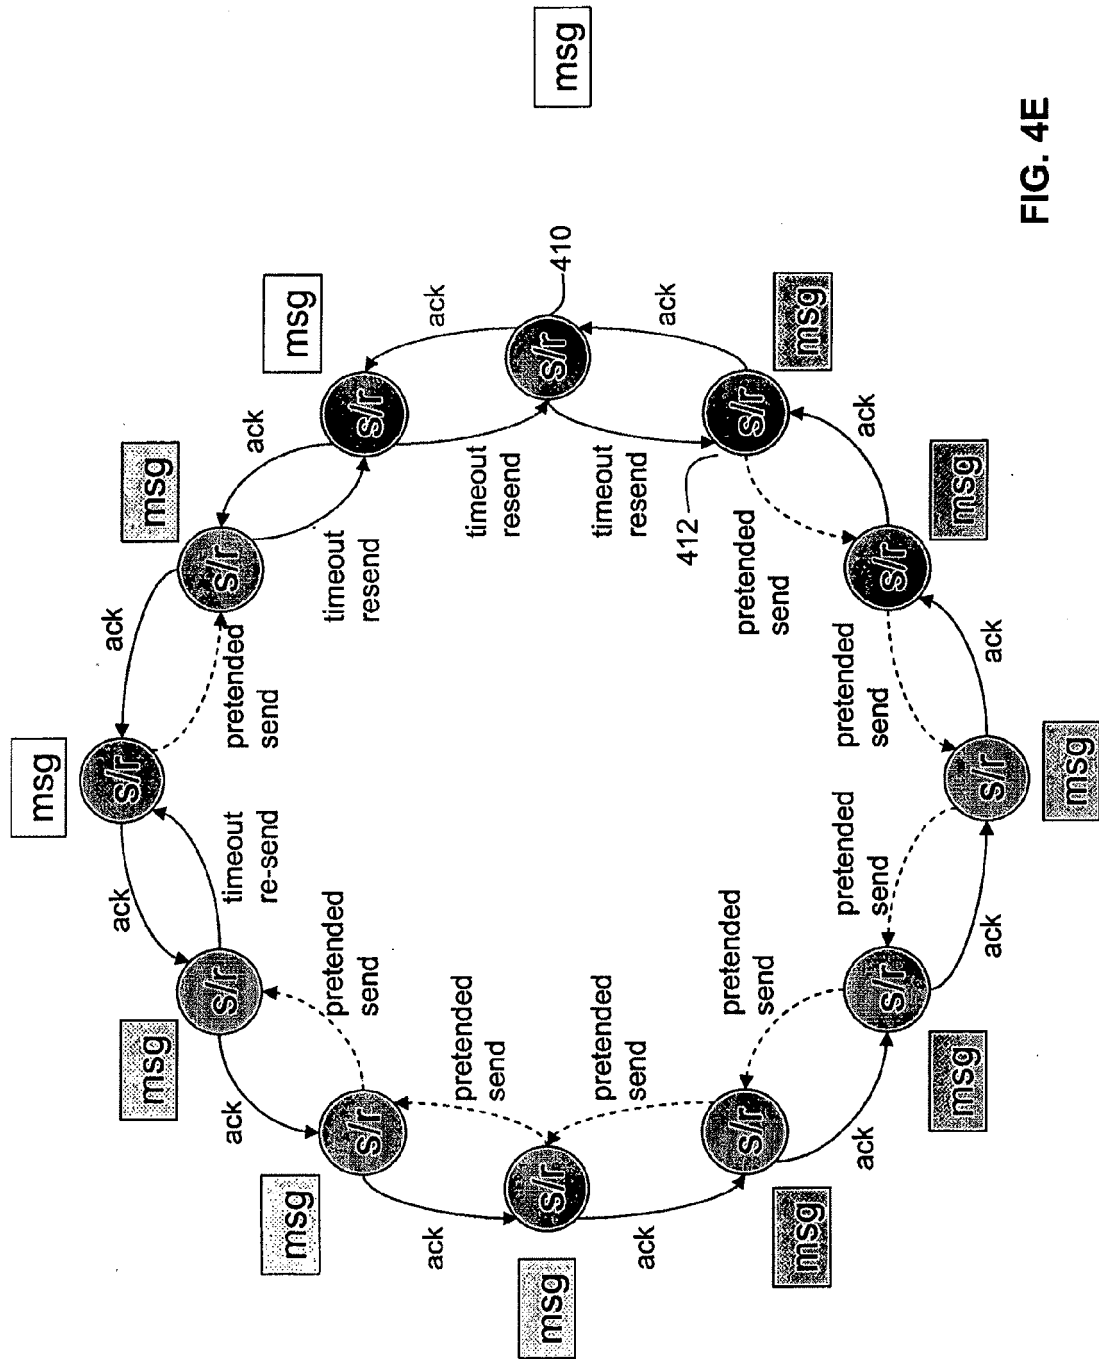 msg
ack
ack
s/r
msg
msg
s/r
s/r
timeout
re-send
pretended
send
ack
ack
msg
msg
pretended
send
timeout
resend
s/r
s/r
ack
ack
pretended
send
timeout
resend
msg
s/r
s/r
410
msg
pretended
send
timeout
resend
ack
ack
412
pretended
send
pretended
send
s/r
s/r
msg
msg
pretended
send
pretended
send
ack
ack
s/r
s/r
msg
msg
s/r
ack
ack
msg
FIG. 4E